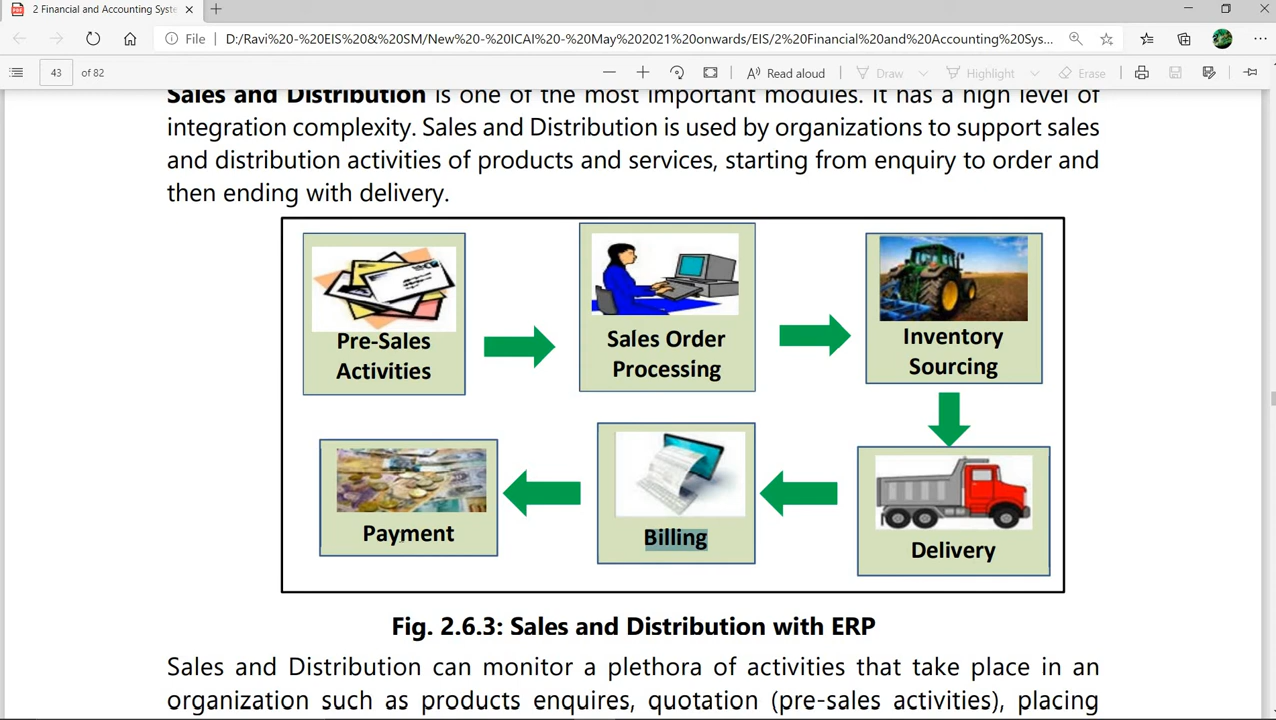 2 Financial and Accounting Syste
File
D:/Ravi%20-%20EIS%20&%20SM/New%20-%20ICAI%20-%20May%202021%20onwards/EIS/2%20Financial%20and%20Accounting%20Sys...
43 of 82
Read aloud
Draw
Highlight
Erase
Sales and Distribution is one of the most important modules. It has a high level of
integration complexity. Sales and Distribution is used by organizations to support sales
and distribution activities of products and services, starting from enquiry to order and
then ending with delivery.
Pre-Sales
Activities
Sales Order
Processing
Inventory
Sourcing
Payment
Billing
Delivery
Fig. 2.6.3: Sales and Distribution with ERP
Sales and Distribution can monitor a plethora of activities that take place in an
organization such as products enquires, quotation (pre-sales activities), placing